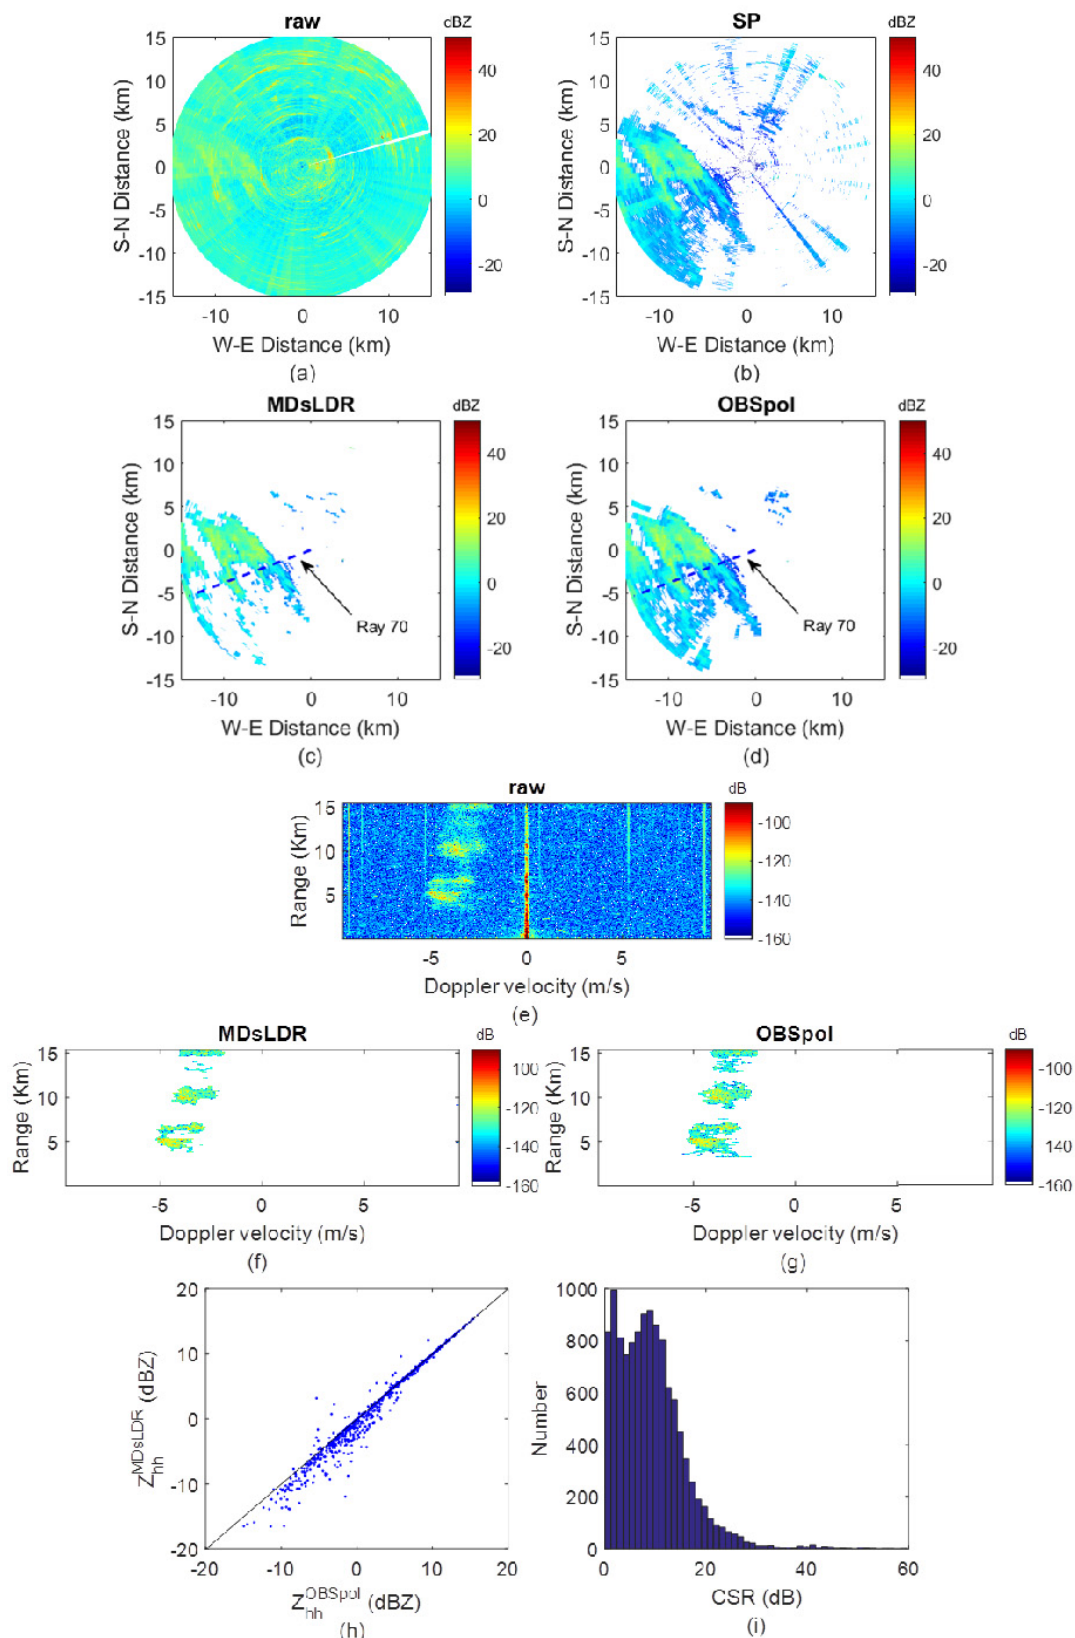 raw
dBZ
15
10
5
0
-5
-10
-15
S-N Distance (km)
-10 0 10
W-E Distance (km)
40
20
0
-20
(a)
SP
dBZ
15
10
5
0
-5
-10
-15
S-N Distance (km)
-10 0 10
W-E Distance (km)
40
20
0
-20
(b)
MDsLDR
dBZ
15
10
5
0
-5
-10
-15
S-N Distance (km)
Ray 70
-10 0 10
W-E Distance (km)
40
20
0
-20
(c)
OBSpol
dBZ
15
10
5
0
-5
-10
-15
S-N Distance (km)
Ray 70
-10 0 10
W-E Distance (km)
40
20
0
-20
(d)
raw
dB
15
10
5
Range (Km)
-5 0 5
Doppler velocity (m/s)
-100
-120
-140
-160
(e)
MDsLDR
dB
15
10
5
Range (Km)
-5 0 5
Doppler velocity (m/s)
-100
-120
-140
-160
(f)
OBSpol
dB
15
10
5
Range (Km)
-5 0 5
Doppler velocity (m/s)
-100
-120
-140
-160
(g)
20
10
0
-10
-20
Z_hh^MDsLDR (dBZ)
-20 -10 0 10 20
Z_hh^OBSpol (dBZ)
(h)
1000
800
600
400
200
0
Number
0 20 40 60
CSR (dB)
(i)